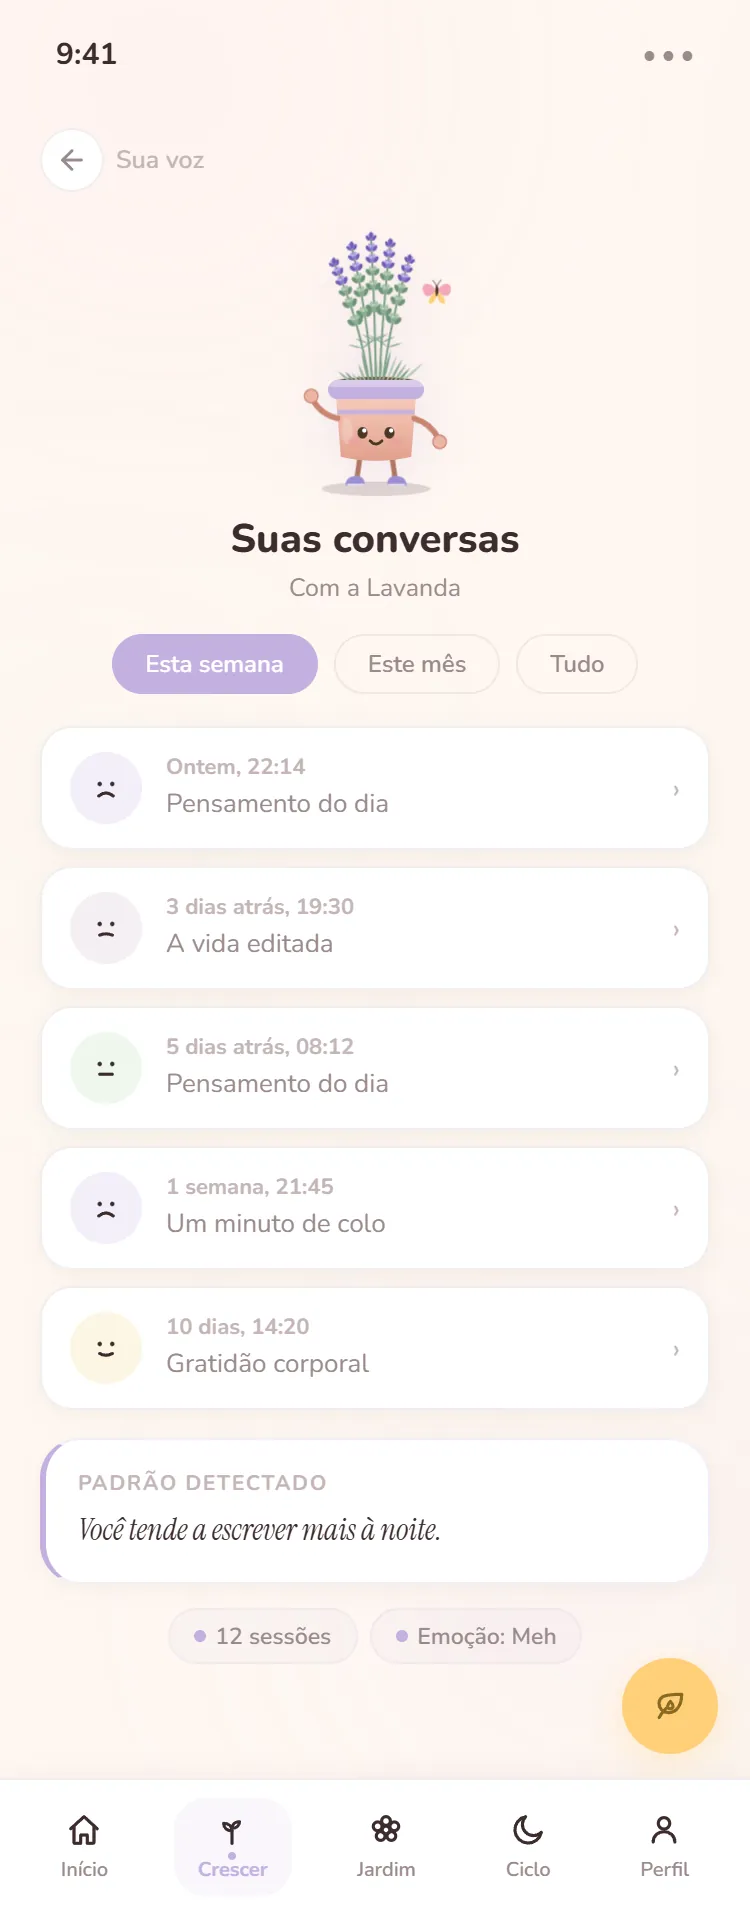 9:41
Sua voz
Suas conversas
Com a Lavanda
Esta semana
Este mês
Tudo
Ontem, 22:14
Pensamento do dia
3 dias atrás, 19:30
A vida editada
5 dias atrás, 08:12
Pensamento do dia
1 semana, 21:45
Um minuto de colo
10 dias, 14:20
Gratidão corporal
PADRÃO DETECTADO
Você tende a escrever mais à noite.
12 sessões
Emoção: Meh
Início
Crescer
Jardim
Ciclo
Perfil